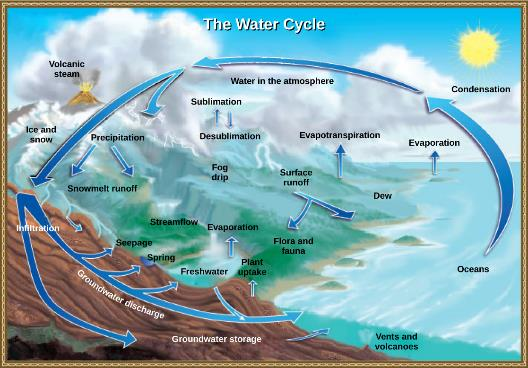 The Water Cycle
Volcanic
steam
Water in the atmosphere
Condensation
Sublimation
Ice and
snow
Precipitation
Desublimation
Evapotranspiration
Evaporation
Fog
drip
Snowmelt runoff
Surface
runoff
Dew
Infiltration
Streamflow
Evaporation
Seepage
Flora and
fauna
Spring
Freshwater
Plant
uptake
Oceans
Groundwater discharge
Groundwater storage
Vents and
volcanoes